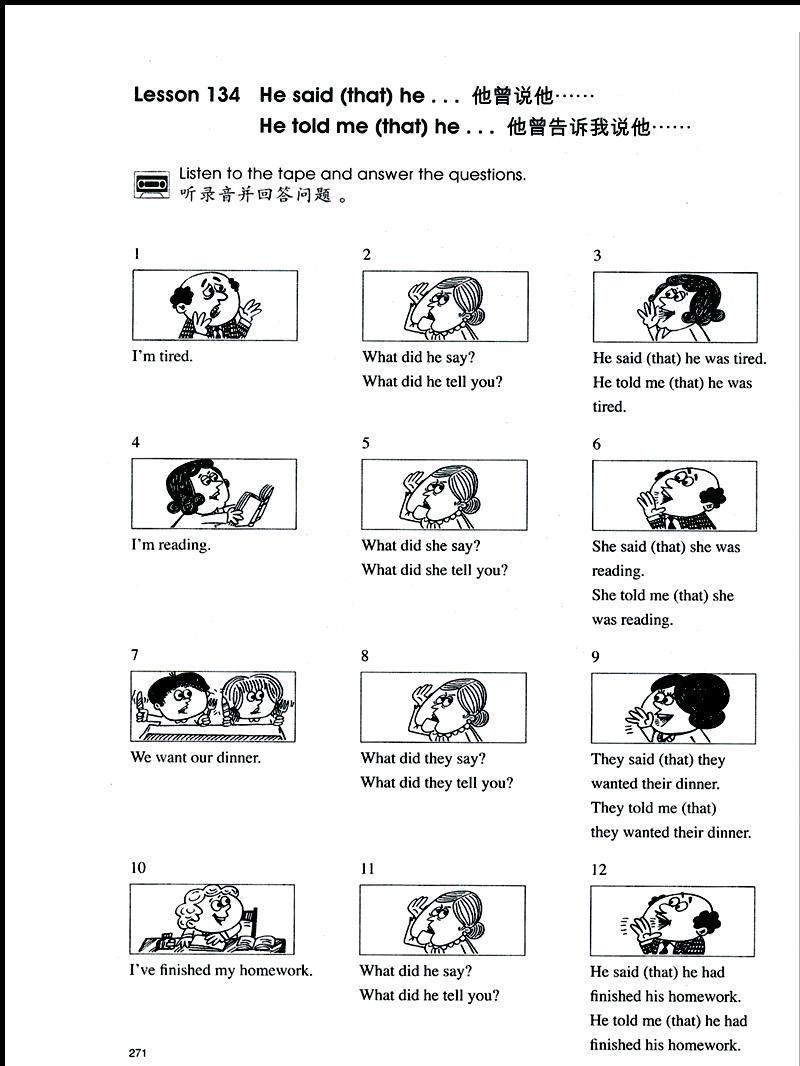 Lesson 134 He said (that) he . . . 他曾说他……
He told me (that) he . . . 他曾告诉我说他……
Listen to the tape and answer the questions.
听录音并回答问题。
1
I'm tired.
2
What did he say?
What did he tell you?
3
He said (that) he was tired.
He told me (that) he was
tired.
4
I'm reading.
5
What did she say?
What did she tell you?
6
She said (that) she was
reading.
She told me (that) she
was reading.
7
We want our dinner.
8
What did they say?
What did they tell you?
9
They said (that) they
wanted their dinner.
They told me (that)
they wanted their dinner.
10
I've finished my homework.
11
What did he say?
What did he tell you?
12
He said (that) he had
finished his homework.
He told me (that) he had
finished his homework.
271